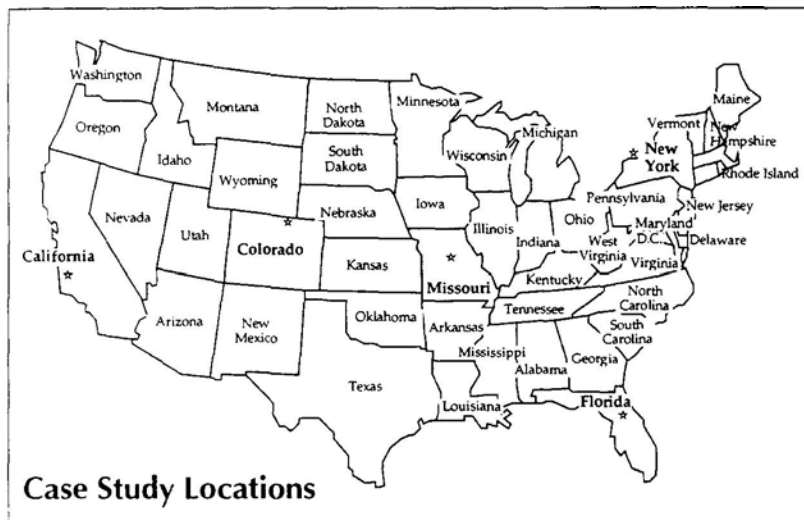 Washington
Montana
North
Dakota
Minnesota
Maine
Oregon
Idaho
South
Dakota
Wisconsin
Michigan
Vermont
New
Hampshire
New
York
Rhode Island
Wyoming
Iowa
Nebraska
Nevada
Utah
Colorado
California
Illinois
Indiana
Ohio
Pennsylvania
New Jersey
Maryland
D.C.
Delaware
West
Virginia
Virginia
Kansas
Missouri
Kentucky
North
Carolina
Tennessee
Arizona
New
Mexico
Oklahoma
Arkansas
South
Carolina
Mississippi
Alabama
Georgia
Texas
Louisiana
Florida
Case Study Locations